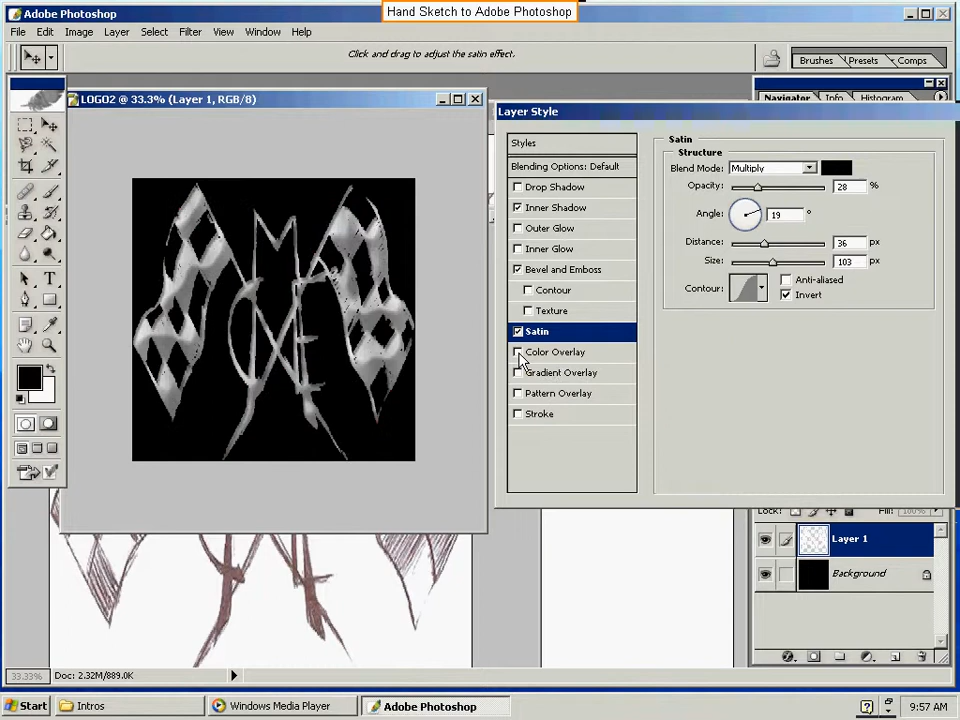 Hand Sketch to Adobe Photoshop
Adobe Photoshop
File Edit Image Layer Select Filter View Window Help
Click and drag to adjust the satin effect.
Brushes Presets Comps
LOGO2 @ 33.3% (Layer 1, RGB/8)
Navigator Info Histogram
Layer Style
Styles
Blending Options: Default
Drop Shadow
Inner Shadow
Outer Glow
Inner Glow
Bevel and Emboss
Contour
Texture
Satin
Color Overlay
Gradient Overlay
Pattern Overlay
Stroke
Satin
Structure
Blend Mode: Multiply
Opacity: 28 %
Angle: 19 °
Distance: 36 px
Size: 103 px
Contour: Anti-aliased
Invert
Lock: Fill: 100%
Layer 1
Background
33.33% Doc: 2.32M/889.0K
Start Intros Windows Media Player Adobe Photoshop 9:57 AM